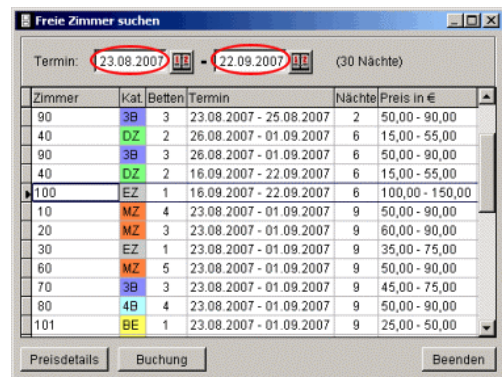 Freie Zimmer suchen
Termin: 23.08.2007 - 22.09.2007 (30 Nächte)
Zimmer Kat. Betten Termin Nächte Preis in €
90 3B 3 23.08.2007 - 25.08.2007 2 50,00 - 90,00
40 DZ 2 26.08.2007 - 01.09.2007 6 15,00 - 55,00
90 3B 3 26.08.2007 - 01.09.2007 6 50,00 - 90,00
40 DZ 2 16.09.2007 - 22.09.2007 6 15,00 - 55,00
100 EZ 1 16.09.2007 - 22.09.2007 6 100,00 - 150,00
10 MZ 4 23.08.2007 - 01.09.2007 9 50,00 - 90,00
20 MZ 3 23.08.2007 - 01.09.2007 9 60,00 - 90,00
30 EZ 1 23.08.2007 - 01.09.2007 9 35,00 - 75,00
60 MZ 5 23.08.2007 - 01.09.2007 9 50,00 - 90,00
70 3B 3 23.08.2007 - 01.09.2007 9 45,00 - 75,00
80 4B 4 23.08.2007 - 01.09.2007 9 50,00 - 90,00
101 BE 1 23.08.2007 - 01.09.2007 9 25,00 - 50,00
Preisdetails Buchung Beenden